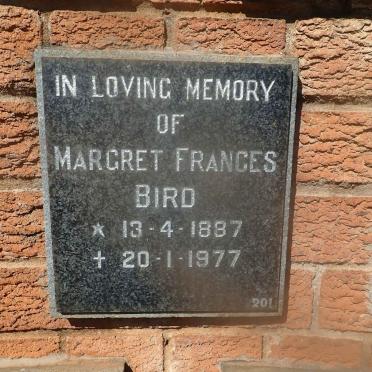 IN LOVING MEMORY
OF
MARGRET FRANCES
BIRD
* 13-4-1887
† 20-1-1977
201